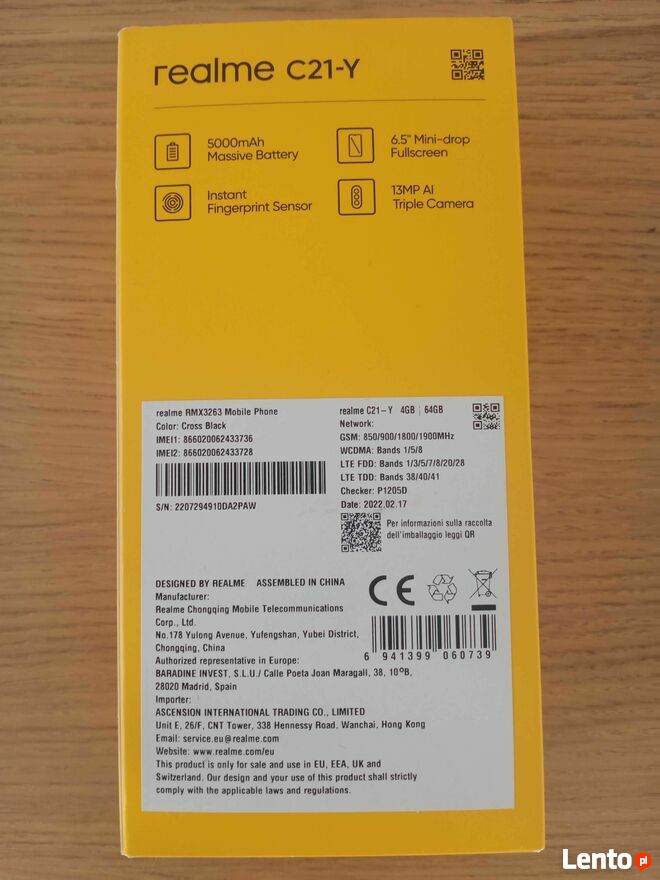 realme C21-Y
5000mAh
Massive Battery
6.5" Mini-drop
Fullscreen
Instant
Fingerprint Sensor
13MP AI
Triple Camera
realme RMX3263 Mobile Phone
Color: Cross Black
IMEI1: 866020062433736
IMEI2: 866020062433728
S/N: 2207294910DA2PAW
realme C21-Y 4GB | 64GB
Network:
GSM: 850/900/1800/1900MHz
WCDMA: Bands 1/5/8
LTE FDD: Bands 1/3/5/7/8/20/28
LTE TDD: Bands 38/40/41
Checker: P1205D
Date: 2022.02.17
Per informazioni sulla raccolta
dell'imballaggio leggi QR
DESIGNED BY REALME ASSEMBLED IN CHINA
Manufacturer:
Realme Chongqing Mobile Telecommunications
Corp., Ltd.
No.178 Yulong Avenue, Yufengshan, Yubei District,
Chongqing, China
Authorized representative in Europe:
BARADINE INVEST, S.L.U./ Calle Poeta Joan Maragall, 38, 10ºB,
28020 Madrid, Spain
Importer:
ASCENSION INTERNATIONAL TRADING CO., LIMITED
Unit E, 26/F, CNT Tower, 338 Hennessy Road, Wanchai, Hong Kong
Email: service.eu@realme.com
Website: www.realme.com/eu
This product is only for sale and use in EU, EEA, UK and
Switzerland. Our design and your use of this product shall strictly
comply with the applicable laws and regulations.
CE
6 941399 060739
Lento.pl